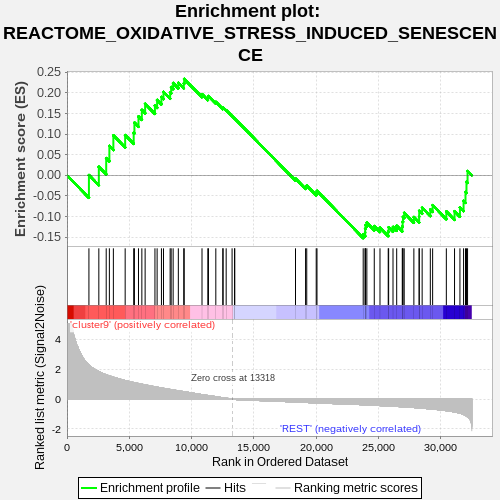 Enrichment plot:
REACTOME_OXIDATIVE_STRESS_INDUCED_SENESCEN
CE
Enrichment score (ES)
0.25
0.20
0.15
0.10
0.05
0.00
-0.05
-0.10
-0.15
Ranked list metric (Signal2Noise)
'cluster9' (positively correlated)
4
2
0
-2
Zero cross at 13318
'REST' (negatively correlated)
0
5,000
10,000
15,000
20,000
25,000
30,000
Rank in Ordered Dataset
Enrichment profile
Hits
Ranking metric scores